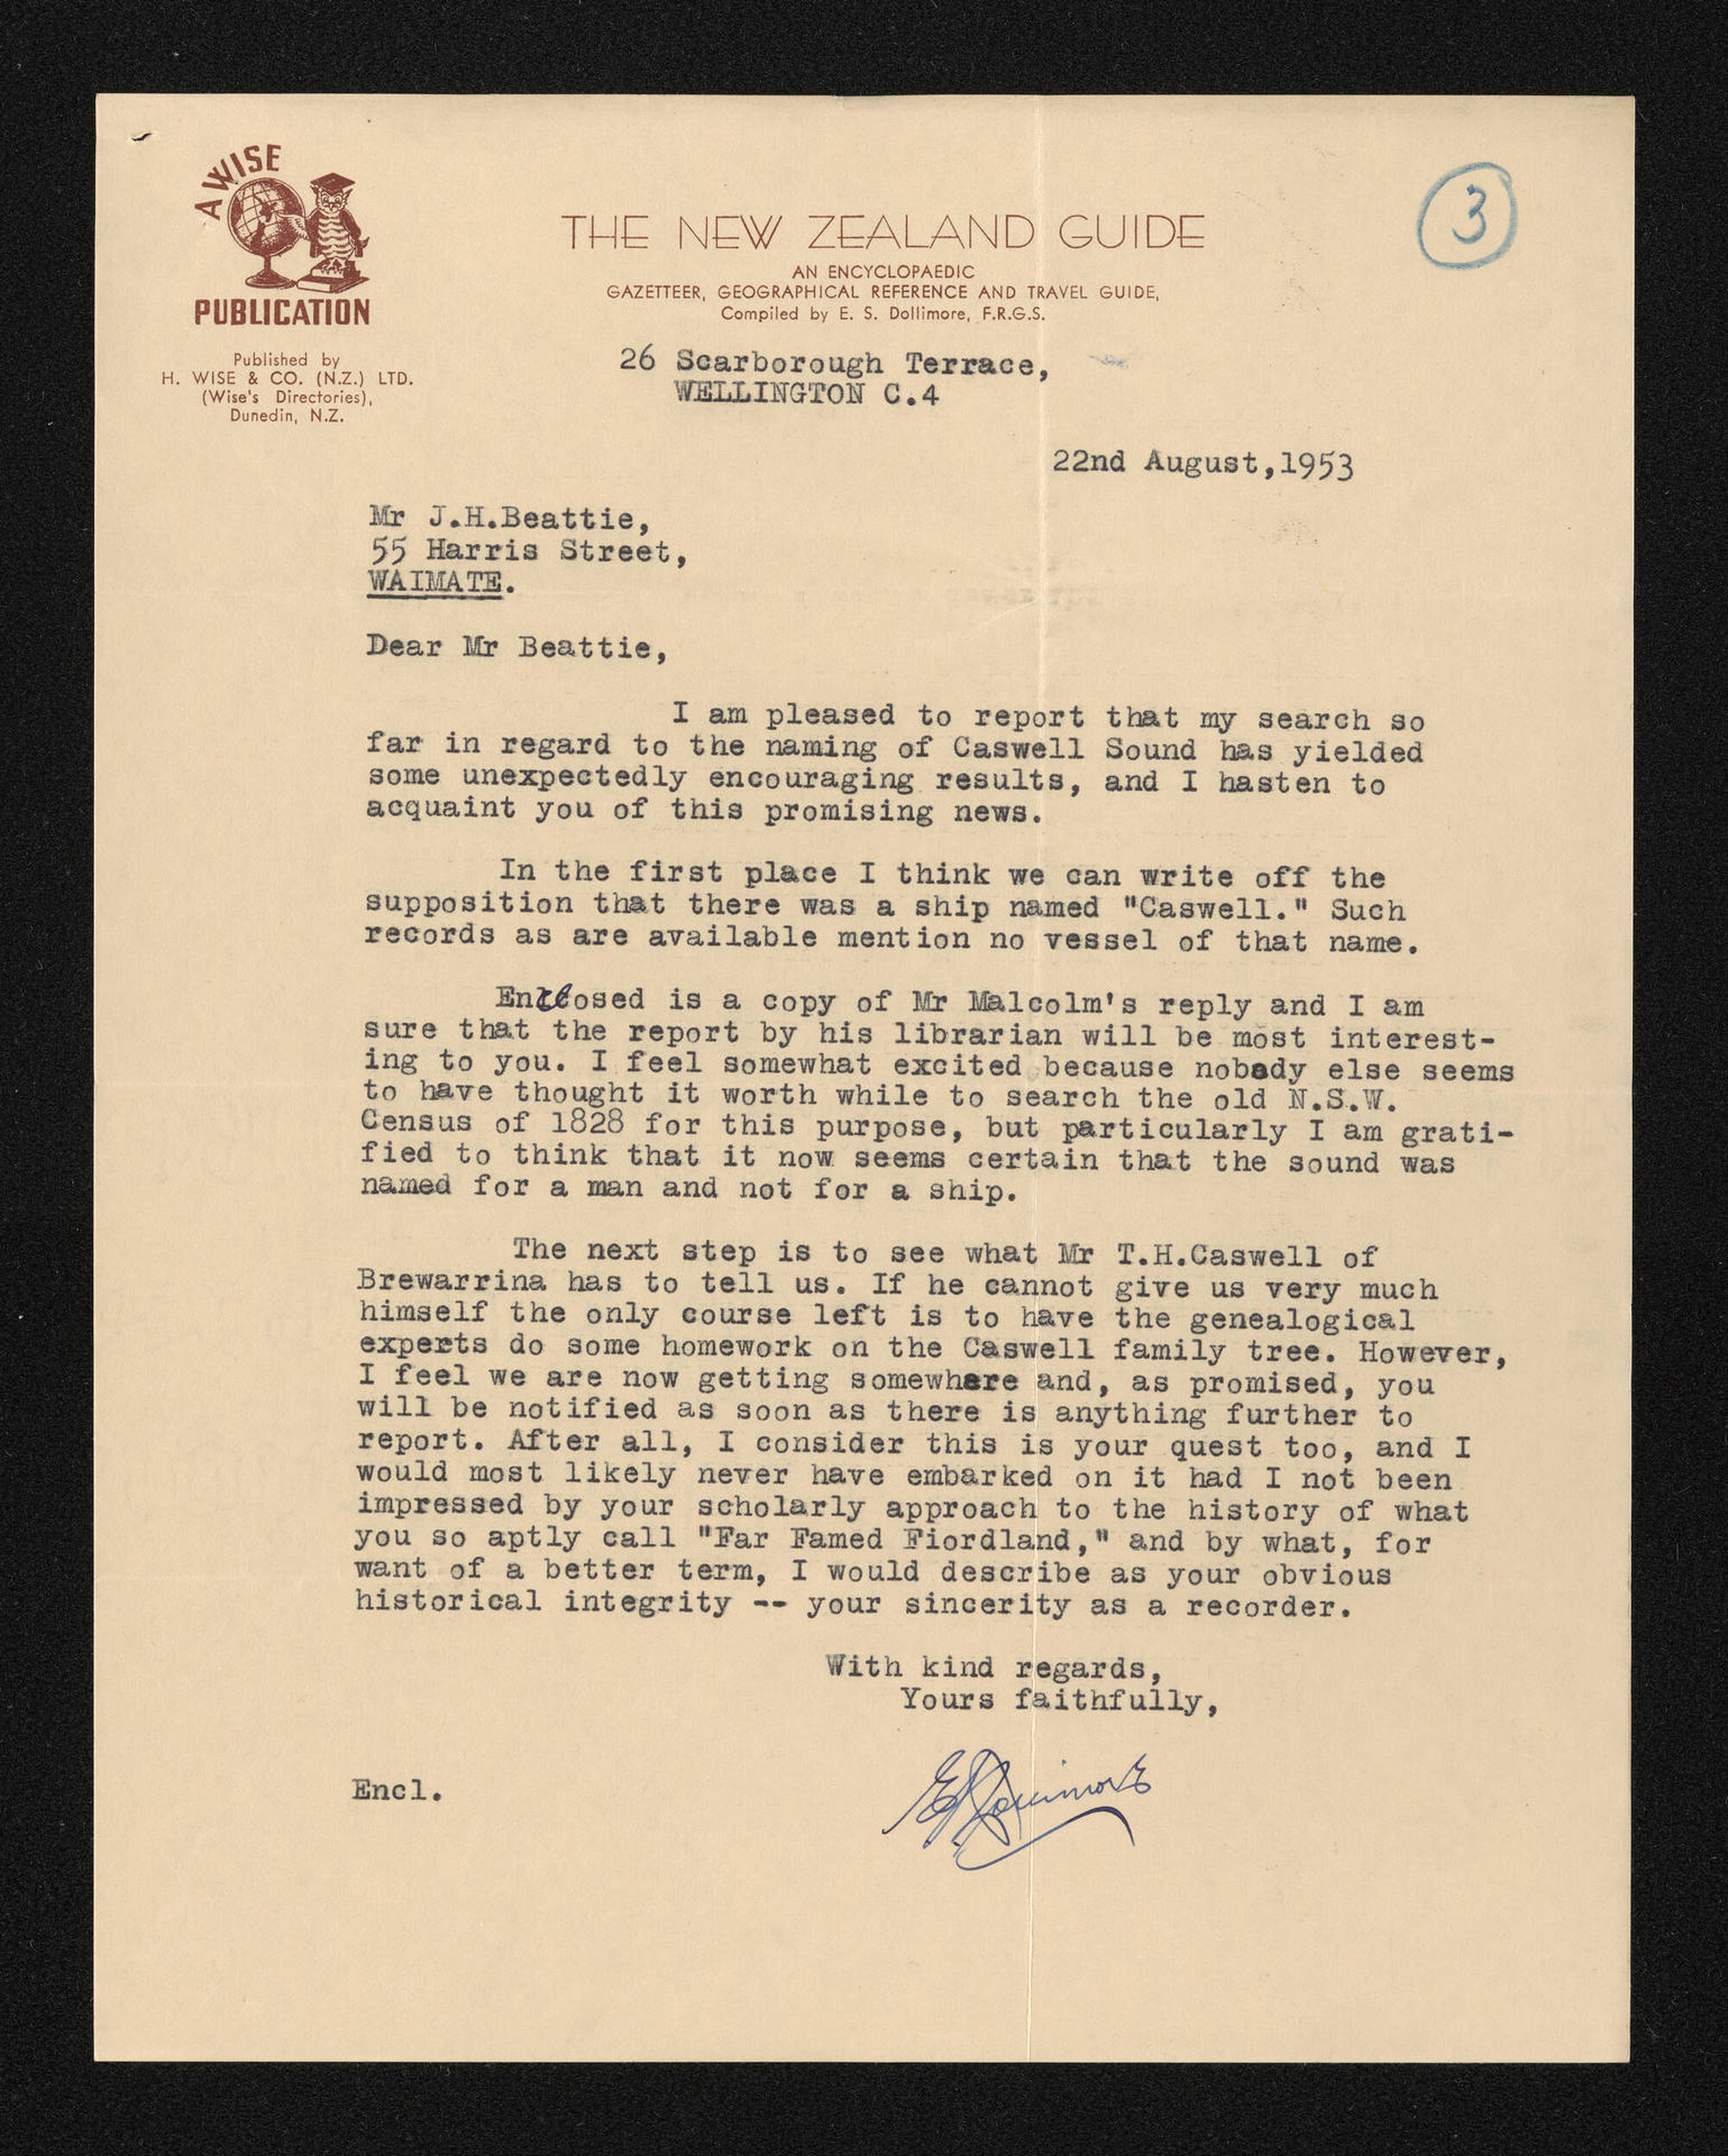 A WISE
PUBLICATION
Published by
H. WISE & CO. (N.Z.) LTD.
(Wise's Directories),
Dunedin, N.Z.
THE NEW ZEALAND GUIDE
AN ENCYCLOPAEDIC
GAZETTEER, GEOGRAPHICAL REFERENCE AND TRAVEL GUIDE,
Compiled by E. S. Dollimore, F.R.G.S.
3
26 Scarborough Terrace,
WELLINGTON C.4
22nd August,1953
Mr J.H.Beattie,
55 Harris Street,
WAIMATE.
Dear Mr Beattie,
I am pleased to report that my search so
far in regard to the naming of Caswell Sound has yielded
some unexpectedly encouraging results, and I hasten to
acquaint you of this promising news.
In the first place I think we can write off the
supposition that there was a ship named "Caswell." Such
records as are available mention no vessel of that name.
Enclosed is a copy of Mr Malcolm's reply and I am
sure that the report by his librarian will be most interest-
ing to you. I feel somewhat excited because nobody else seems
to have thought it worth while to search the old N.S.W.
Census of 1828 for this purpose, but particularly I am grati-
fied to think that it now seems certain that the sound was
named for a man and not for a ship.
The next step is to see what Mr T.H.Caswell of
Brewarrina has to tell us. If he cannot give us very much
himself the only course left is to have the genealogical
experts do some homework on the Caswell family tree. However,
I feel we are now getting somewhere and, as promised, you
will be notified as soon as there is anything further to
report. After all, I consider this is your quest too, and I
would most likely never have embarked on it had I not been
impressed by your scholarly approach to the history of what
you so aptly call "Far Famed Fiordland," and by what, for
want of a better term, I would describe as your obvious
historical integrity -- your sincerity as a recorder.
With kind regards,
Yours faithfully,
ESDollimore
Encl.